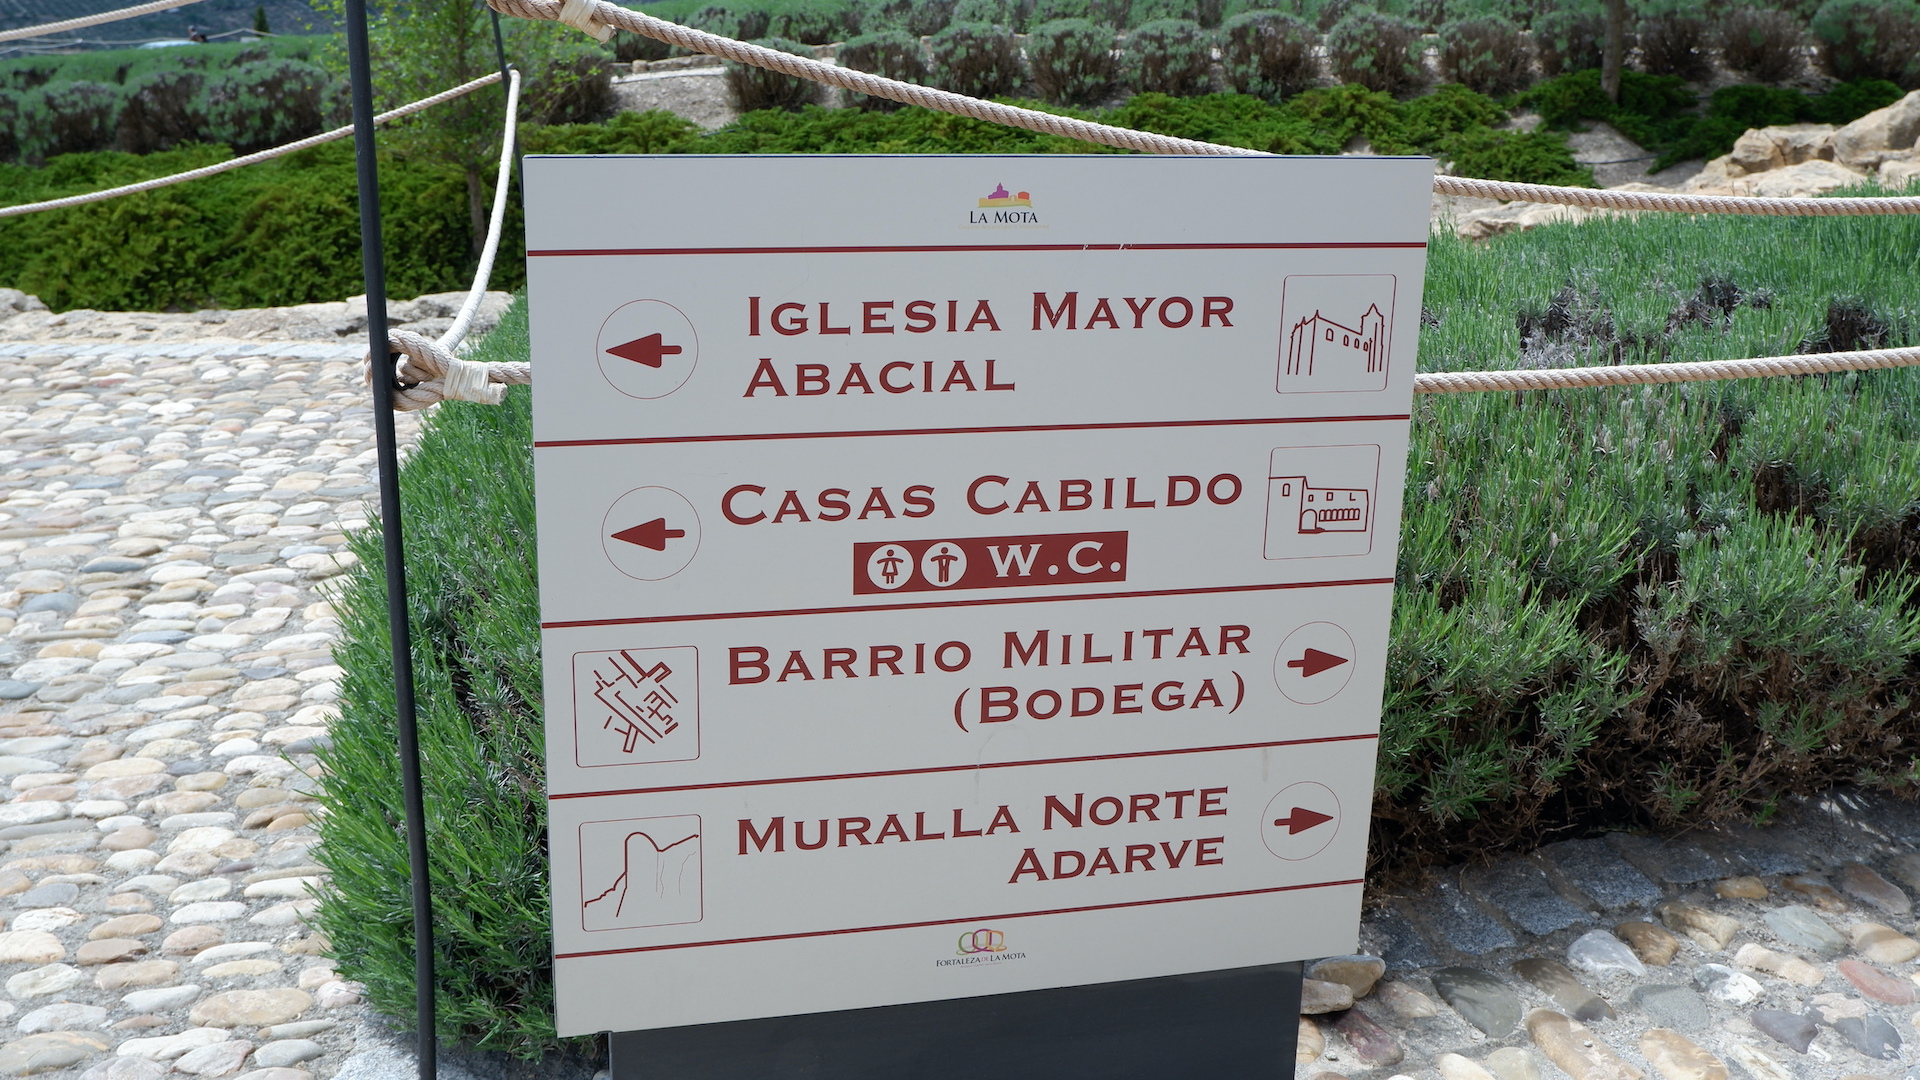 LA MOTA
IGLESIA MAYOR
ABACIAL
CASAS CABILDO
W.C.
BARRIO MILITAR
(BODEGA)
MURALLA NORTE
ADARVE
FORTALEZA DE LA MOTA